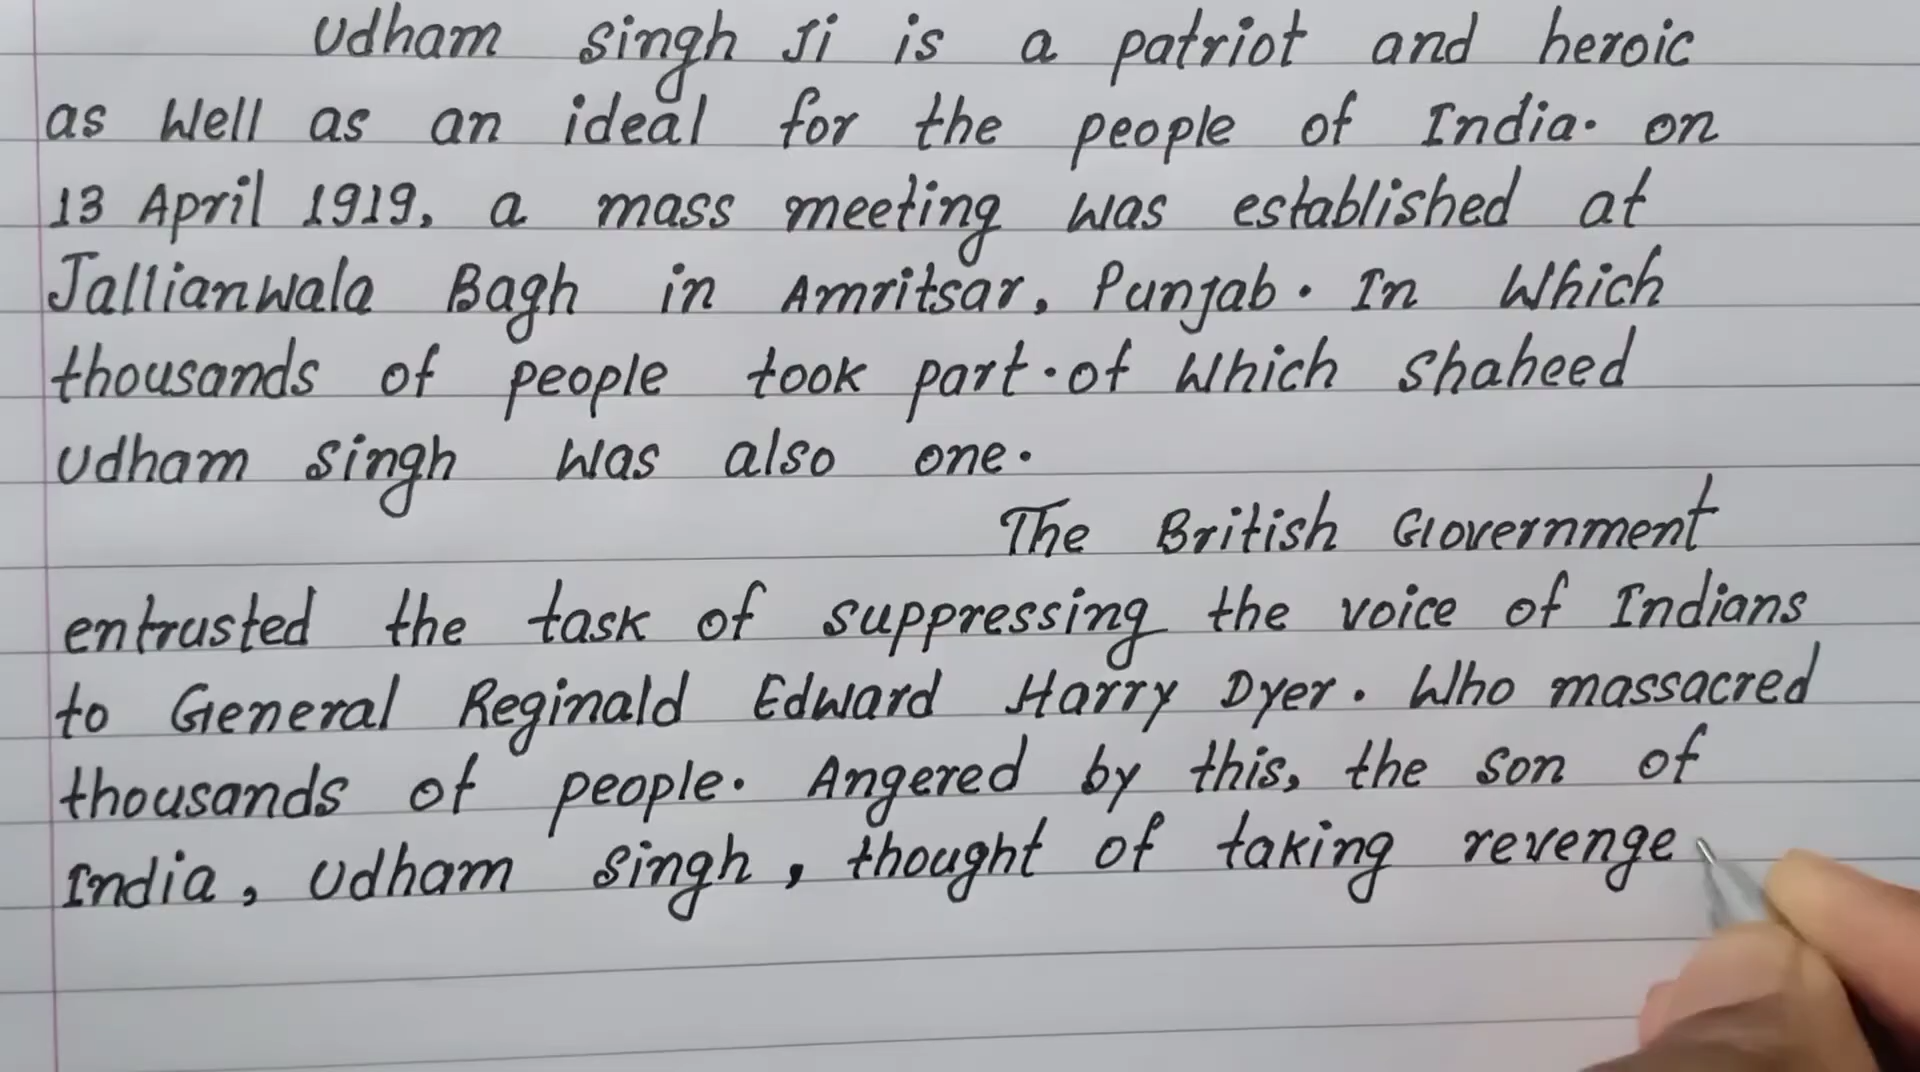 Udham singh Ji is a patriot and heroic
as well as an ideal for the people of India. on
13 April 1919, a mass meeting was established at
Jallianwala Bagh in Amritsar, Punjab. In Which
thousands of people took part. of which shaheed
Udham singh was also one.
The British Government
entrusted the task of suppressing the voice of Indians
to General Reginald Edward Harry Dyer. Who massacred
thousands of people. Angered by this, the son of
India, Udham singh, thought of taking revenge